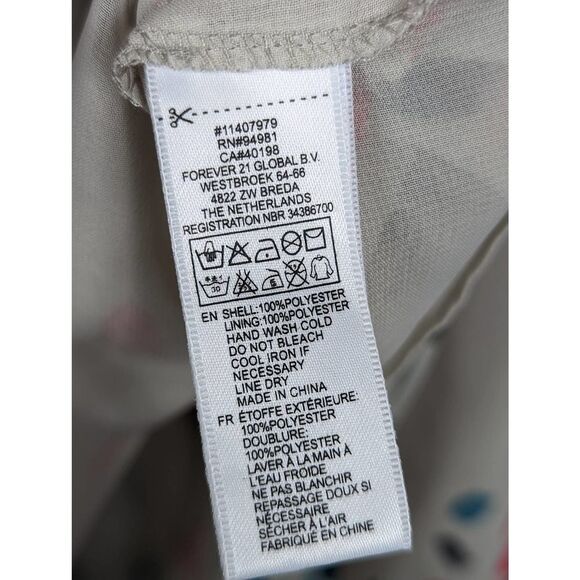 #11407979
RN#94981
CA#40198
FOREVER 21 GLOBAL B.V.
WESTBROEK 64-66
4822 ZW BREDA
THE NETHERLANDS
REGISTRATION NBR 34386700
30
EN SHELL:100%POLYESTER
LINING:100%POLYESTER
HAND WASH COLD
DO NOT BLEACH
COOL IRON IF
NECESSARY
LINE DRY
MADE IN CHINA
FR ÉTOFFE EXTÉRIEURE:
100%POLYESTER
DOUBLURE:
100%POLYESTER
LAVER À LA MAIN À
L'EAU FROIDE
NE PAS BLANCHIR
REPASSAGE DOUX SI
NÉCESSAIRE
SÉCHER À L'AIR
FABRIQUÉ EN CHINE